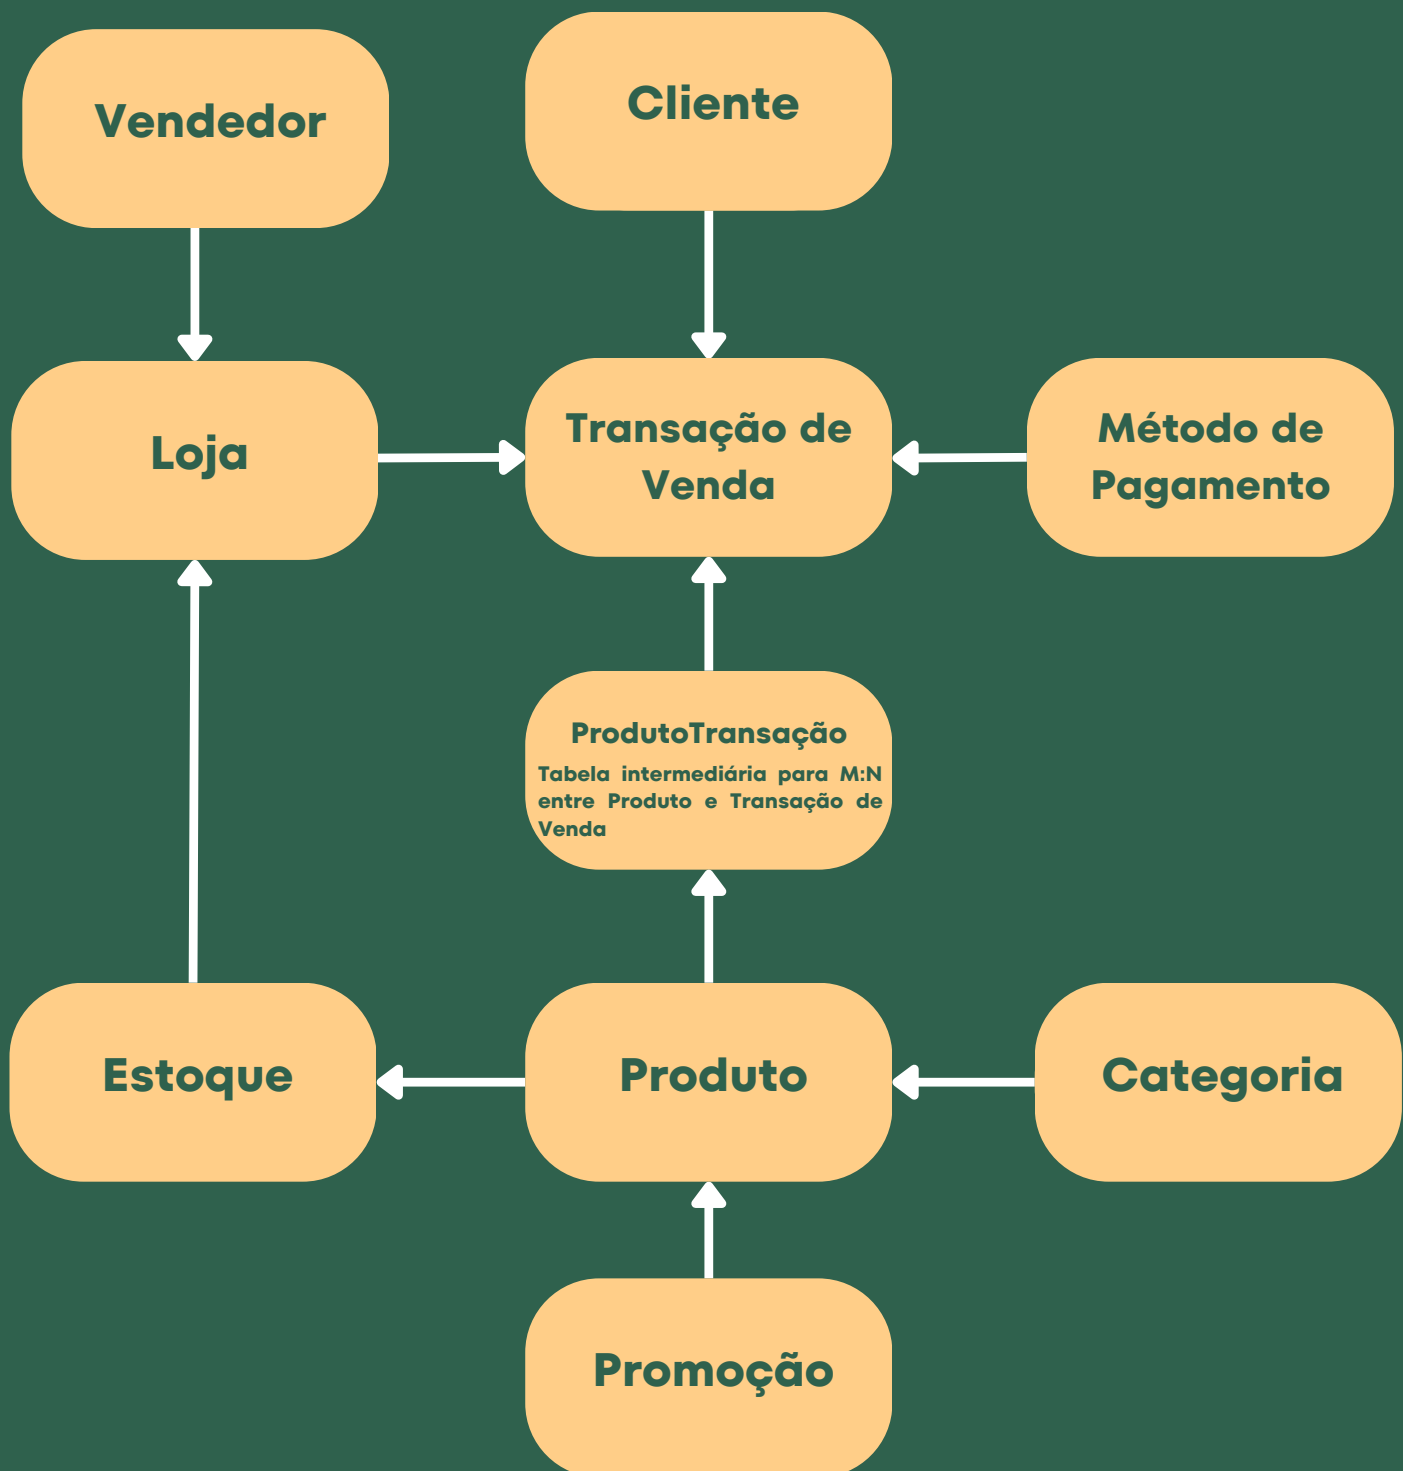 Vendedor
Cliente
Loja
Transação de
Venda
Método de
Pagamento
ProdutoTransação
Tabela intermediária para M:N
entre Produto e Transação de
Venda
Estoque
Produto
Categoria
Promoção